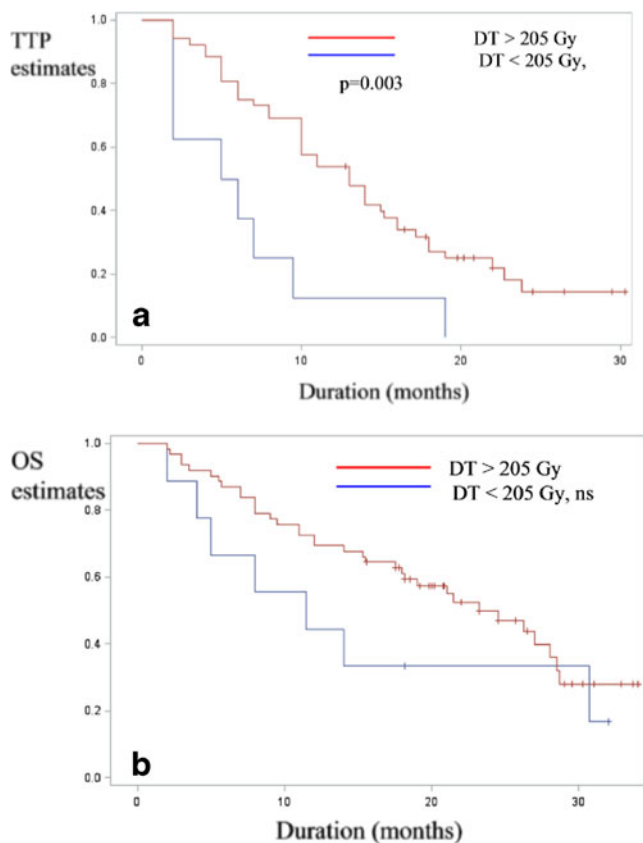 TTP
estimates
DT > 205 Gy
DT < 205 Gy,
p=0.003
1.0
0.8
0.6
0.4
0.2
0.0
a
0 10 20 30
Duration (months)
OS
estimates
DT > 205 Gy
DT < 205 Gy, ns
1.0
0.8
0.6
0.4
0.2
0.0
b
0 10 20 30
Duration (months)